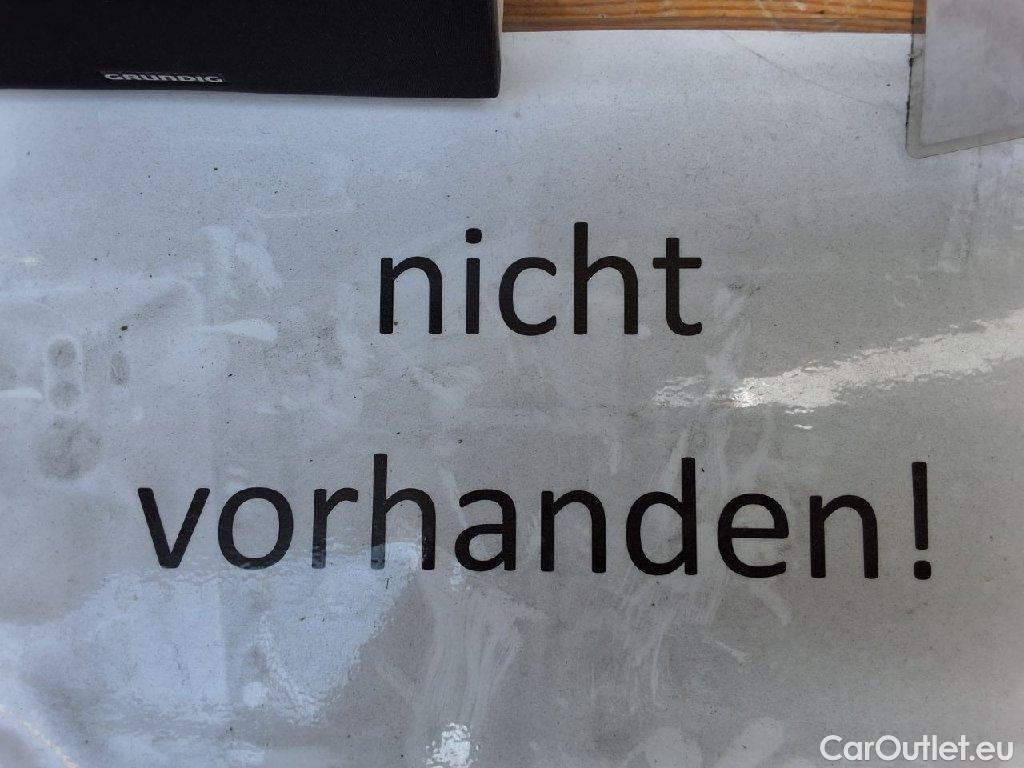 GRUNDIG
nicht
vorhanden!
CarOutlet.eu